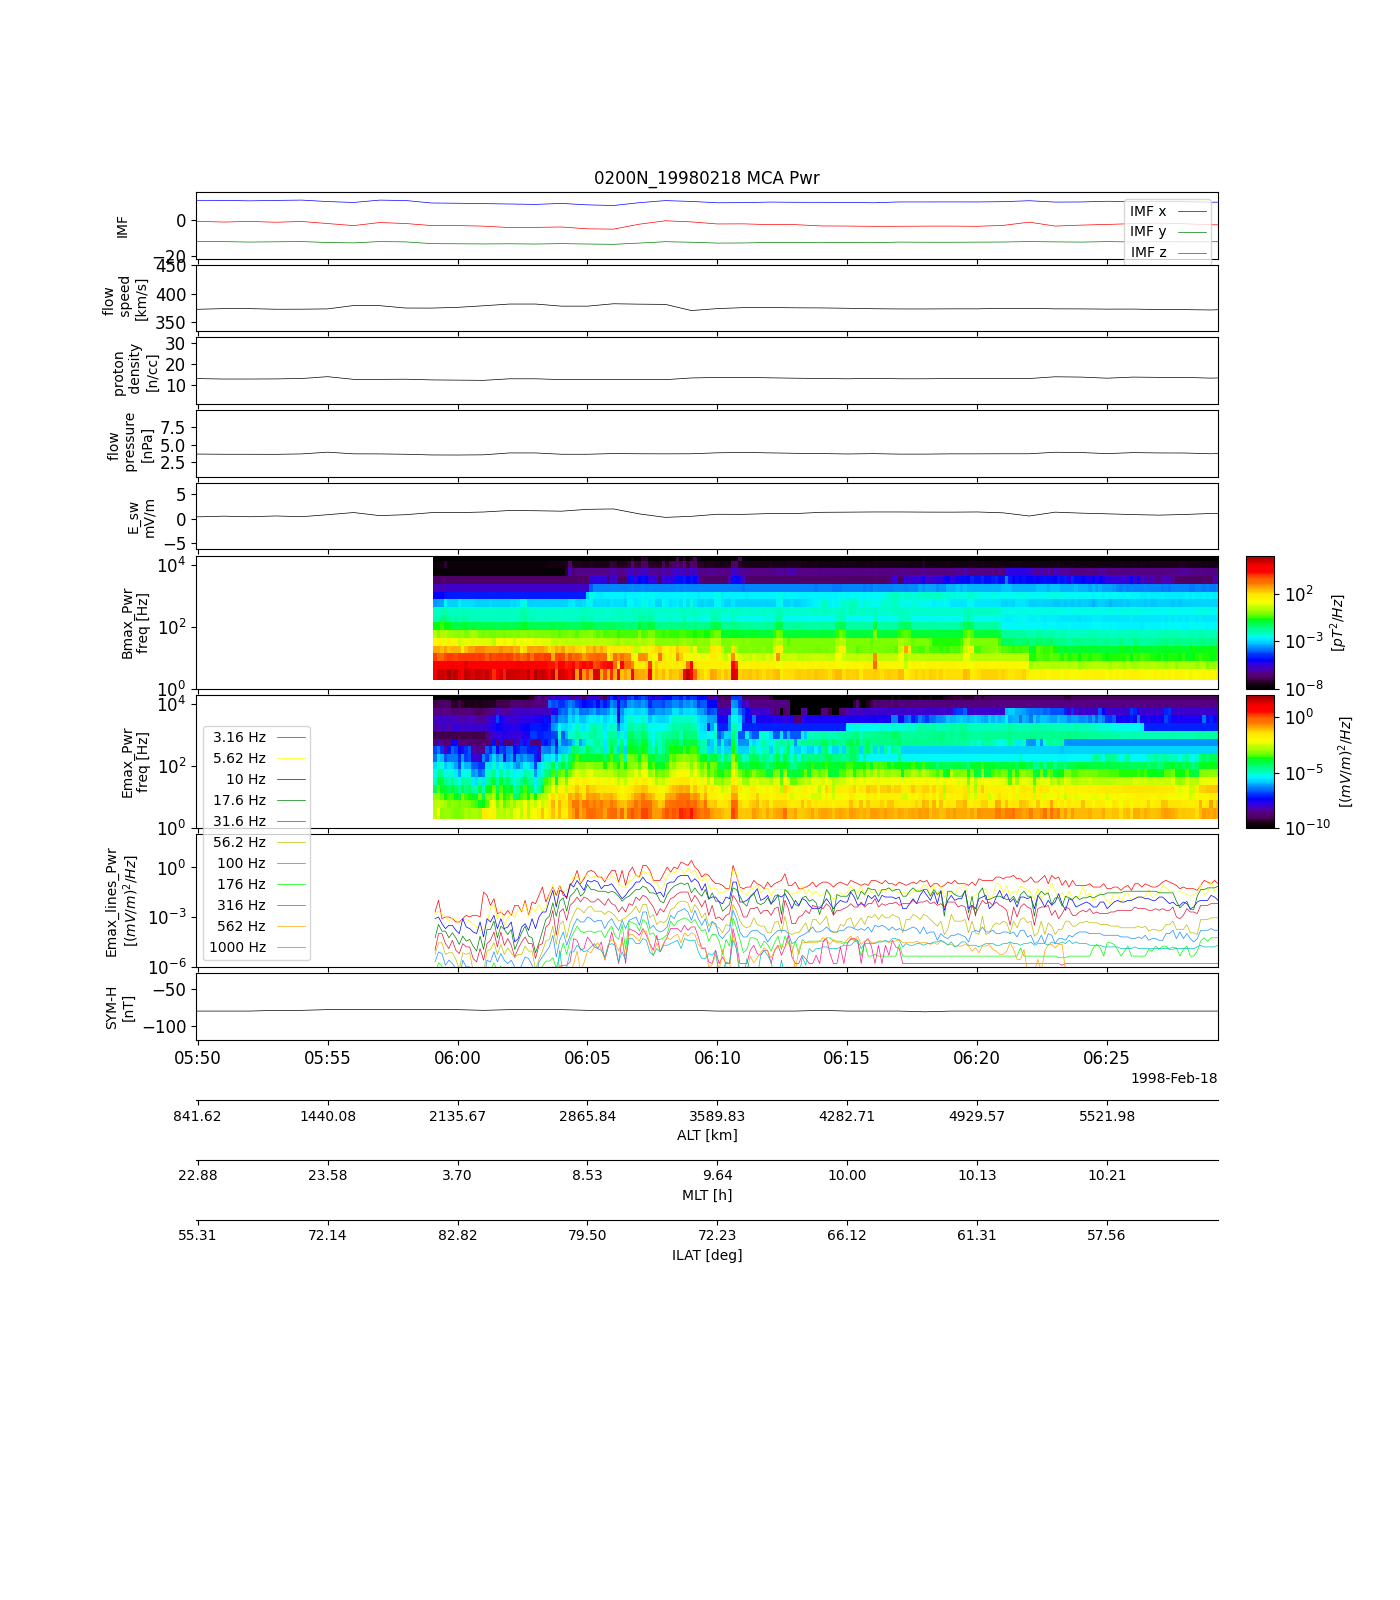 0200N_19980218 MCA Pwr
IMF
0
−20
IMF x
IMF y
IMF z
flow
speed
[km/s]
450
400
350
proton
density
[n/cc]
30
20
10
flow
pressure
[nPa]
7.5
5.0
2.5
E_sw
mV/m
5
0
−5
Bmax_Pwr
freq [Hz]
10^4
10^2
10^0
10^2
10^−3
10^−8
[pT^2/Hz]
Emax_Pwr
freq [Hz]
10^4
10^2
10^0
10^0
10^−5
10^−10
[(mV/m)^2/Hz]
3.16 Hz
5.62 Hz
10 Hz
17.6 Hz
31.6 Hz
56.2 Hz
100 Hz
176 Hz
316 Hz
562 Hz
1000 Hz
Emax_lines_Pwr
[(mV/m)^2/Hz]
10^0
10^−3
10^−6
SYM-H
[nT]
−50
−100
05:50 05:55 06:00 06:05 06:10 06:15 06:20 06:25
1998-Feb-18
841.62 1440.08 2135.67 2865.84 3589.83 4282.71 4929.57 5521.98
ALT [km]
22.88 23.58 3.70 8.53 9.64 10.00 10.13 10.21
MLT [h]
55.31 72.14 82.82 79.50 72.23 66.12 61.31 57.56
ILAT [deg]